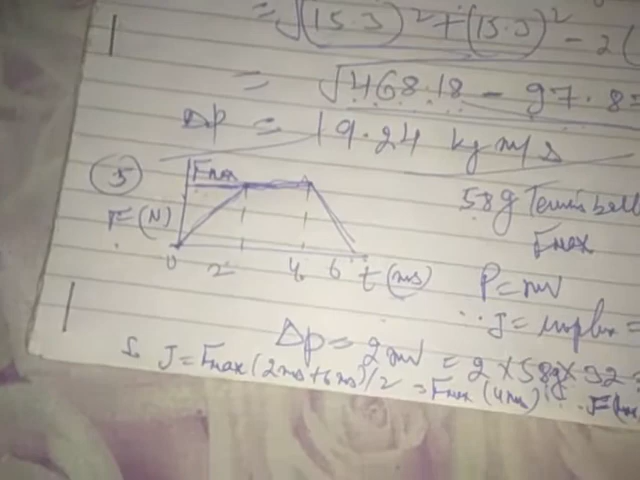 = √(15.3)² + (15.3)² - 2(
= √468.18 - 97.8
Δp = 19.24 kg m/s
5
Fmax
F(N)
0 2 4 6 t(ms)
58g Tennis ball
Fmax
P = mv
∴ J = impulse =
Δp = 2mv = 2 × 58g × 32
J = Fmax (2ms + 6ms)/2 = Fmax (4ms)